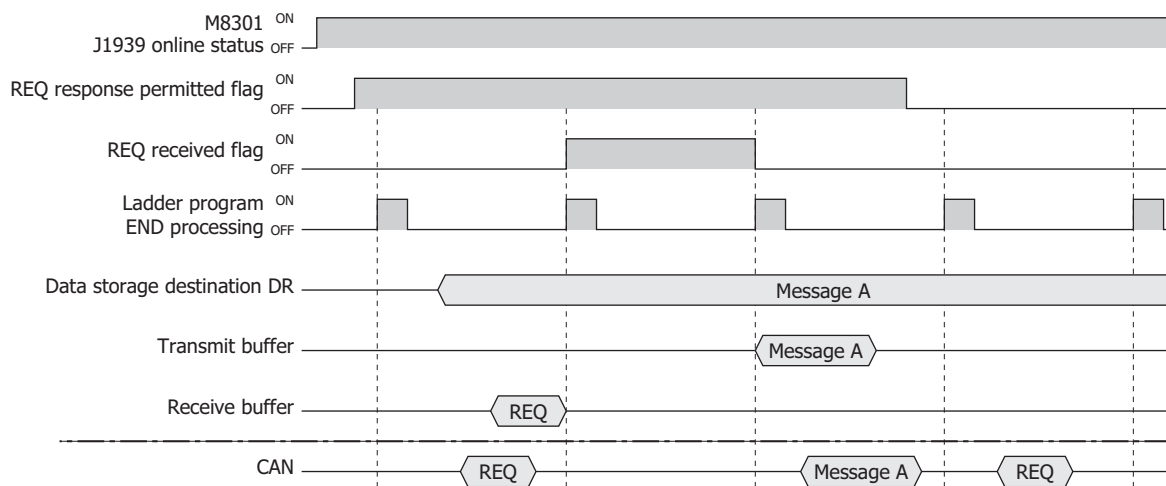 M8301 ON
J1939 online status OFF
REQ response permitted flag ON
OFF
REQ received flag ON
OFF
Ladder program ON
END processing OFF
Data storage destination DR Message A
Transmit buffer Message A
Receive buffer REQ
CAN REQ Message A REQ